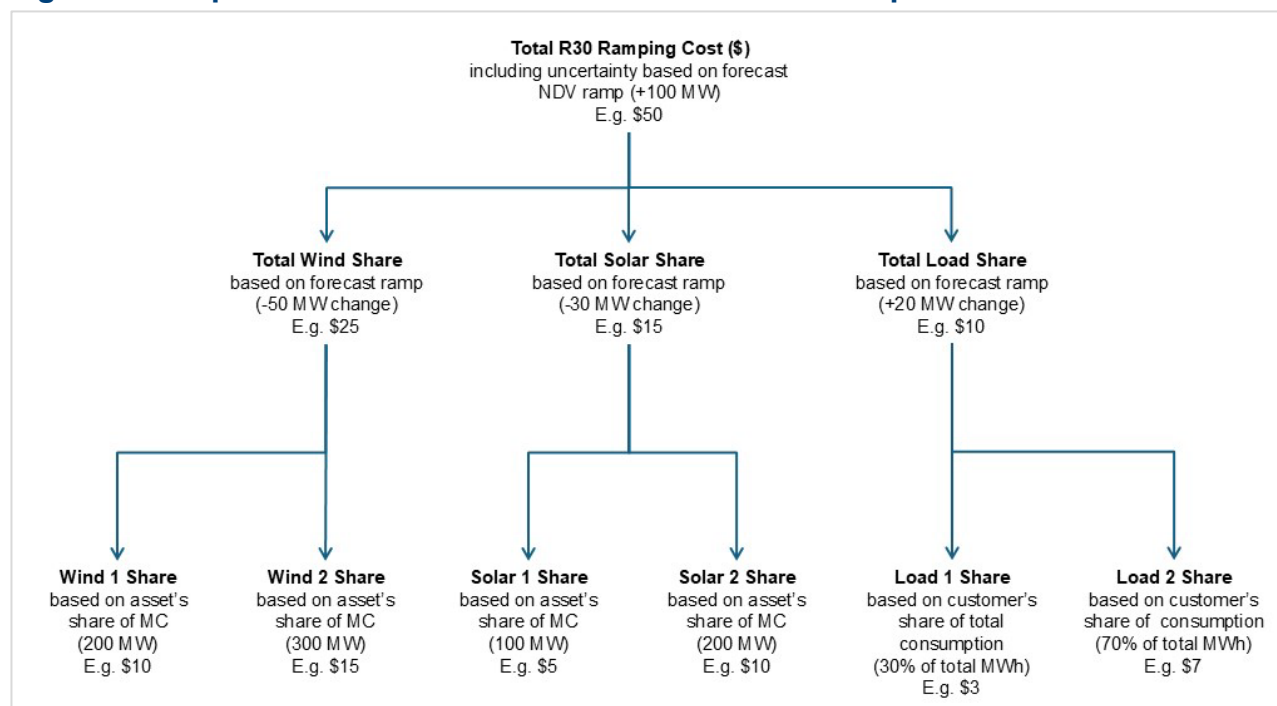 Total R30 Ramping Cost ($)
including uncertainty based on forecast
NDV ramp (+100 MW)
E.g. $50
Total Wind Share
based on forecast ramp
(-50 MW change)
E.g. $25
Total Solar Share
based on forecast ramp
(-30 MW change)
E.g. $15
Total Load Share
based on forecast ramp
(+20 MW change)
E.g. $10
Wind 1 Share
based on asset's
share of MC
(200 MW)
E.g. $10
Wind 2 Share
based on asset's
share of MC
(300 MW)
E.g. $15
Solar 1 Share
based on asset's
share of MC
(100 MW)
E.g. $5
Solar 2 Share
based on asset's
share of MC
(200 MW)
E.g. $10
Load 1 Share
based on customer's
share of total
consumption
(30% of total MWh)
E.g. $3
Load 2 Share
based on customer's
share of consumption
(70% of total MWh)
E.g. $7